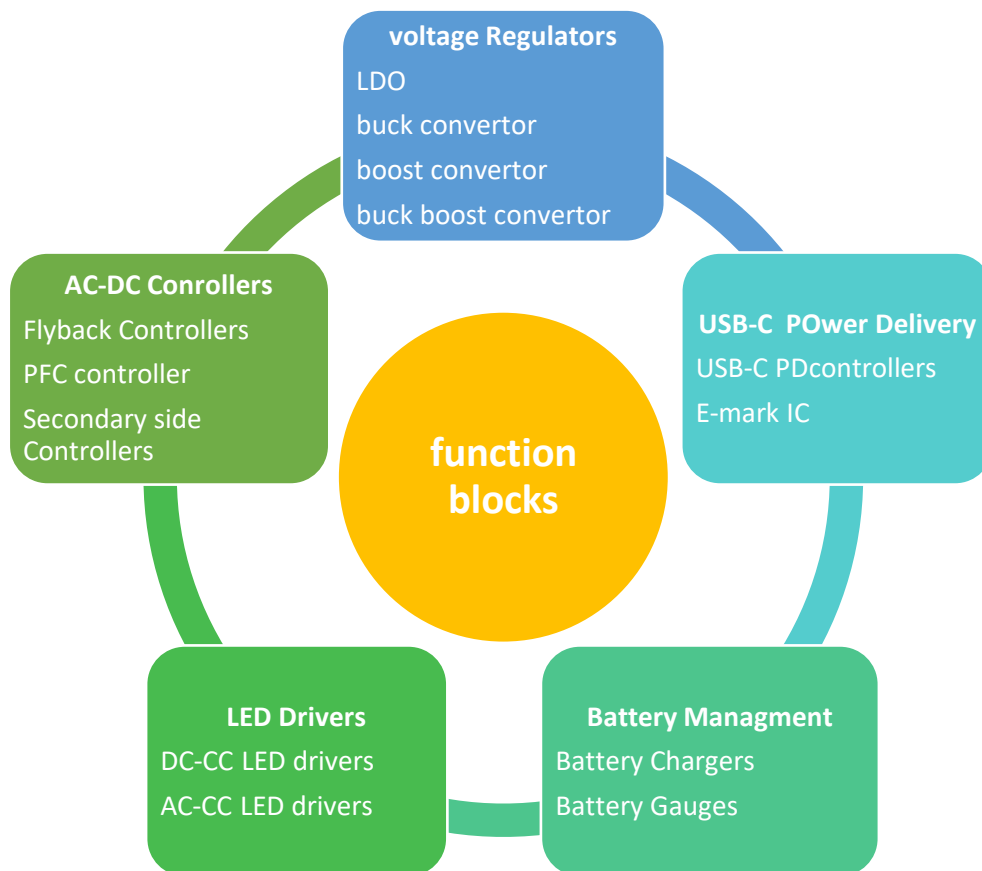 voltage Regulators
LDO
buck convertor
boost convertor
buck boost convertor
AC-DC Conrollers
Flyback Controllers
PFC controller
Secondary side
Controllers
USB-C POwer Delivery
USB-C PDcontrollers
E-mark IC
function
blocks
LED Drivers
DC-CC LED drivers
AC-CC LED drivers
Battery Managment
Battery Chargers
Battery Gauges